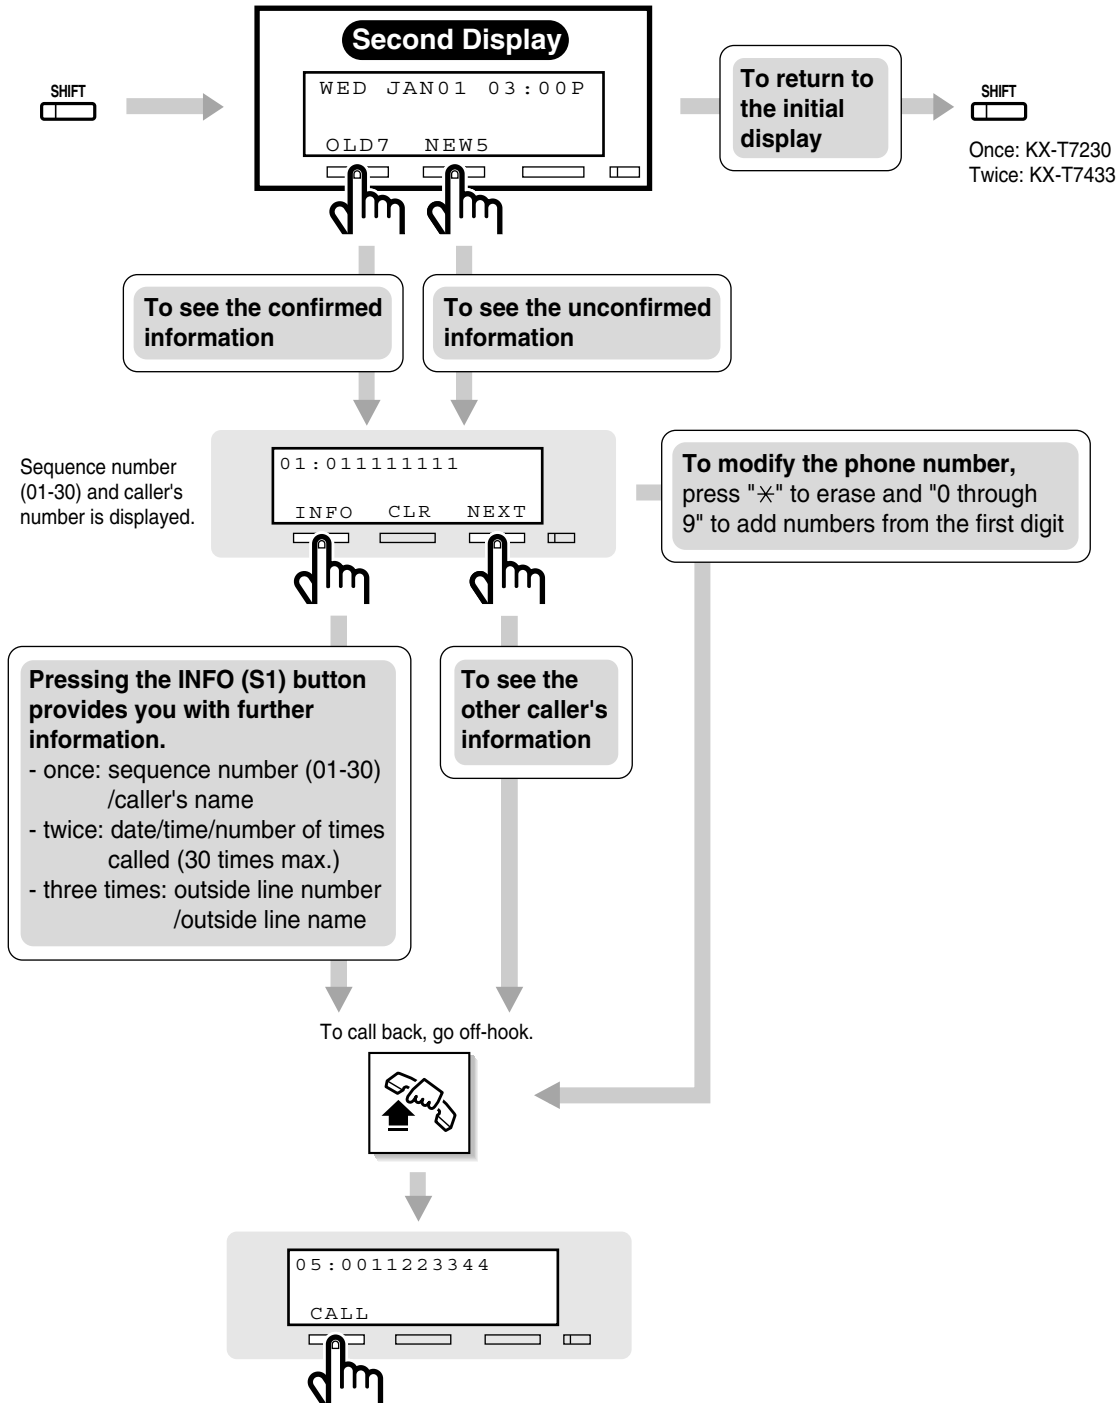 Second Display
SHIFT
WED JAN01 03:00P
OLD7 NEW5
To return to
the initial
display
SHIFT
Once: KX-T7230
Twice: KX-T7433
To see the confirmed
information
To see the unconfirmed
information
Sequence number
(01-30) and caller's
number is displayed.
01:011111111
INFO CLR NEXT
To modify the phone number,
press "✳" to erase and "0 through
9" to add numbers from the first digit
Pressing the INFO (S1) button
provides you with further
information.
- once: sequence number (01-30)
/caller's name
- twice: date/time/number of times
called (30 times max.)
- three times: outside line number
/outside line name
To see the
other caller's
information
To call back, go off-hook.
05:0011223344
CALL